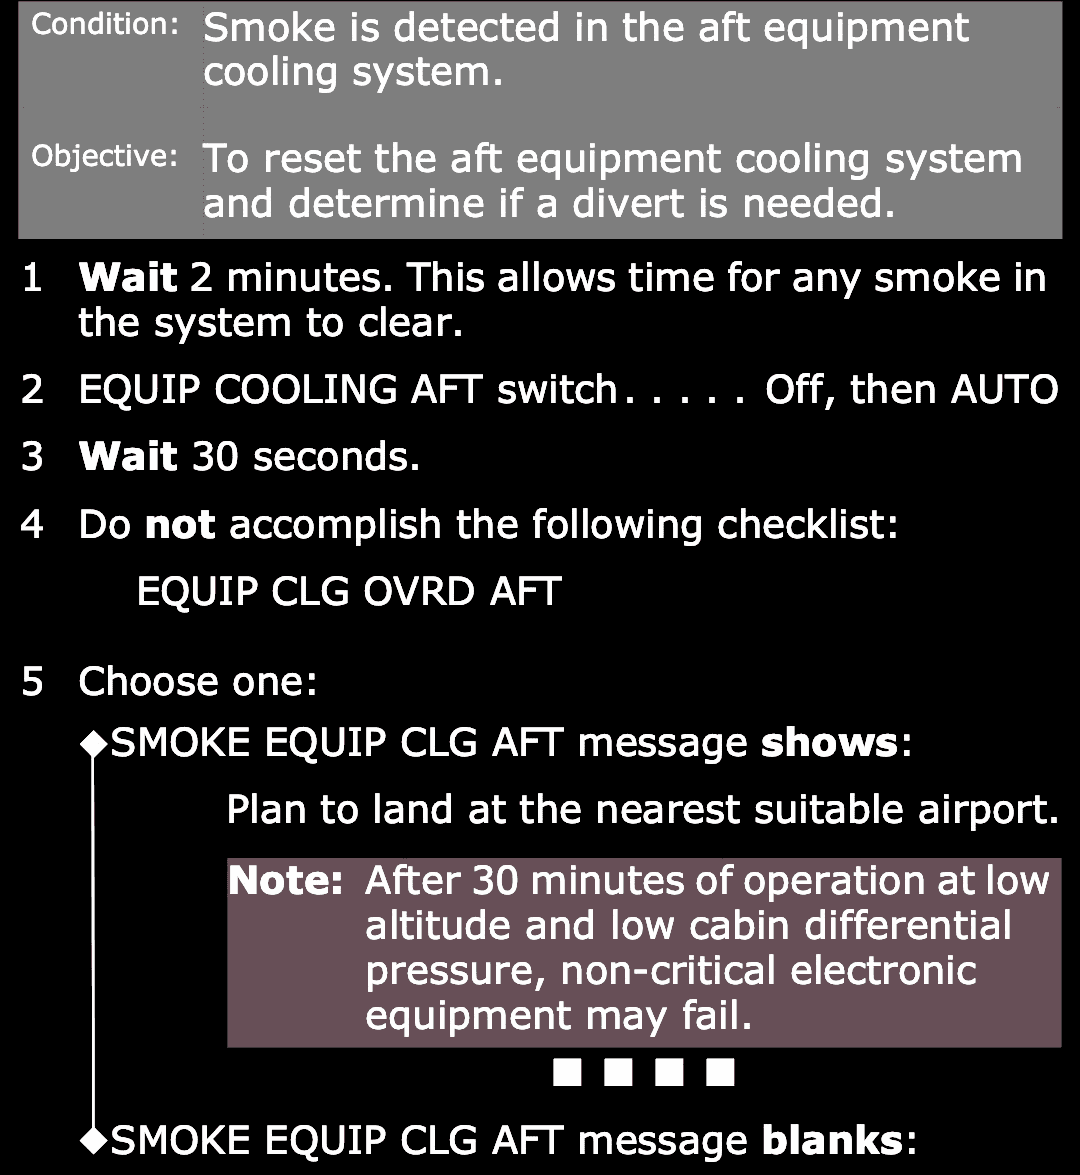 Condition: Smoke is detected in the aft equipment
cooling system.
Objective: To reset the aft equipment cooling system
and determine if a divert is needed.
1 Wait 2 minutes. This allows time for any smoke in
the system to clear.
2 EQUIP COOLING AFT switch. . . . . Off, then AUTO
3 Wait 30 seconds.
4 Do not accomplish the following checklist:
EQUIP CLG OVRD AFT
5 Choose one:
SMOKE EQUIP CLG AFT message shows:
Plan to land at the nearest suitable airport.
Note: After 30 minutes of operation at low
altitude and low cabin differential
pressure, non-critical electronic
equipment may fail.
SMOKE EQUIP CLG AFT message blanks: